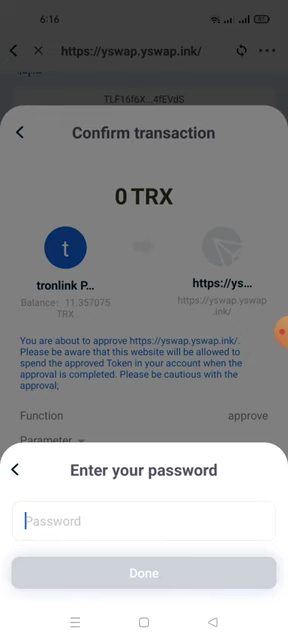 6:16
https://yswap.yswap.ink/
TLF16f6X...4fEVdS
Confirm transaction
0 TRX
t
tronlink P...
https://ys...
Balance: 11.357075 TRX
https://yswap.yswap.ink/
You are about to approve https://yswap.yswap.ink/.
Please be aware that this website will be allowed to
spend the approved Token in your account when the
approval is completed. Please be cautious with the
approval;
Function
approve
Parameter
Enter your password
Password
Done